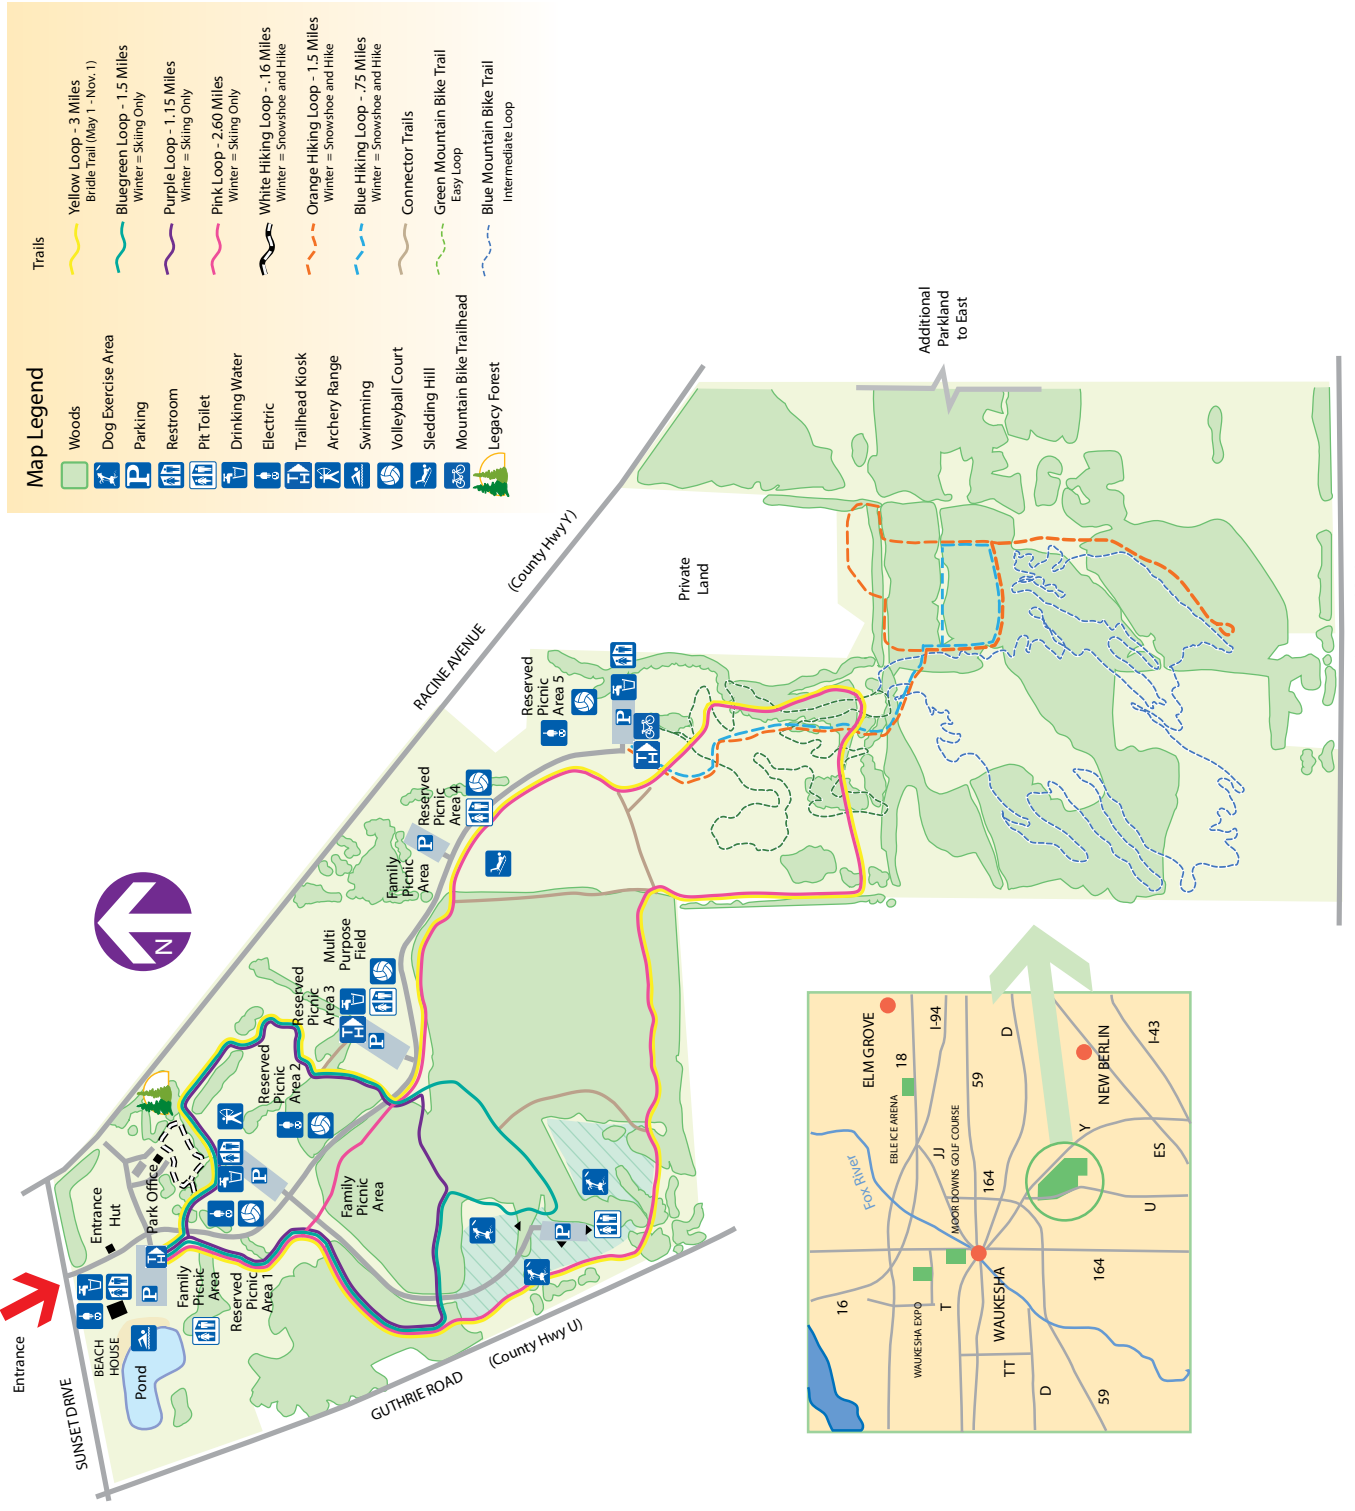 Map Legend
Woods
Dog Exercise Area
Parking
Restroom
Pit Toilet
Drinking Water
Electric
Trailhead Kiosk
Archery Range
Swimming
Volleyball Court
Sledding Hill
Mountain Bike Trailhead
Legacy Forest
Trails
Yellow Loop - 3 Miles
Bridle Trail (May 1 - Nov. 1)
Bluegreen Loop - 1.5 Miles
Winter = Skiing Only
Purple Loop - 1.15 Miles
Winter = Skiing Only
Pink Loop - 2.60 Miles
Winter = Skiing Only
White Hiking Loop - .16 Miles
Winter = Snowshoe and Hike
Orange Hiking Loop - 1.5 Miles
Winter = Snowshoe and Hike
Blue Hiking Loop - .75 Miles
Winter = Snowshoe and Hike
Connector Trails
Green Mountain Bike Trail
Easy Loop
Blue Mountain Bike Trail
Intermediate Loop
Entrance
SUNSET DRIVE
BEACH
HOUSE
Pond
P
TH
Entrance
Hut
Park Office
Family
Picnic
Area
Reserved
Picnic
Area 1
P
Reserved
Picnic
Area 2
Family
Picnic
Area
Reserved
Picnic
Area 3
TH
P
Multi
Purpose
Field
N
Family
Picnic
Area
P
Reserved
Picnic
Area 4
Reserved
Picnic
Area 5
P
TH
P
RACINE AVENUE
(County Hwy Y)
GUTHRIE ROAD
(County Hwy U)
Private
Land
Additional
Parkland
to East
ELM GROVE
18
I-94
EBLE ICE ARENA
JJ
59
D
MOOR DOWNS GOLF COURSE
164
Fox River
NEW BERLIN
I-43
Y
ES
U
16
WAUKESHA EXPO
T
WAUKESHA
164
TT
D
59